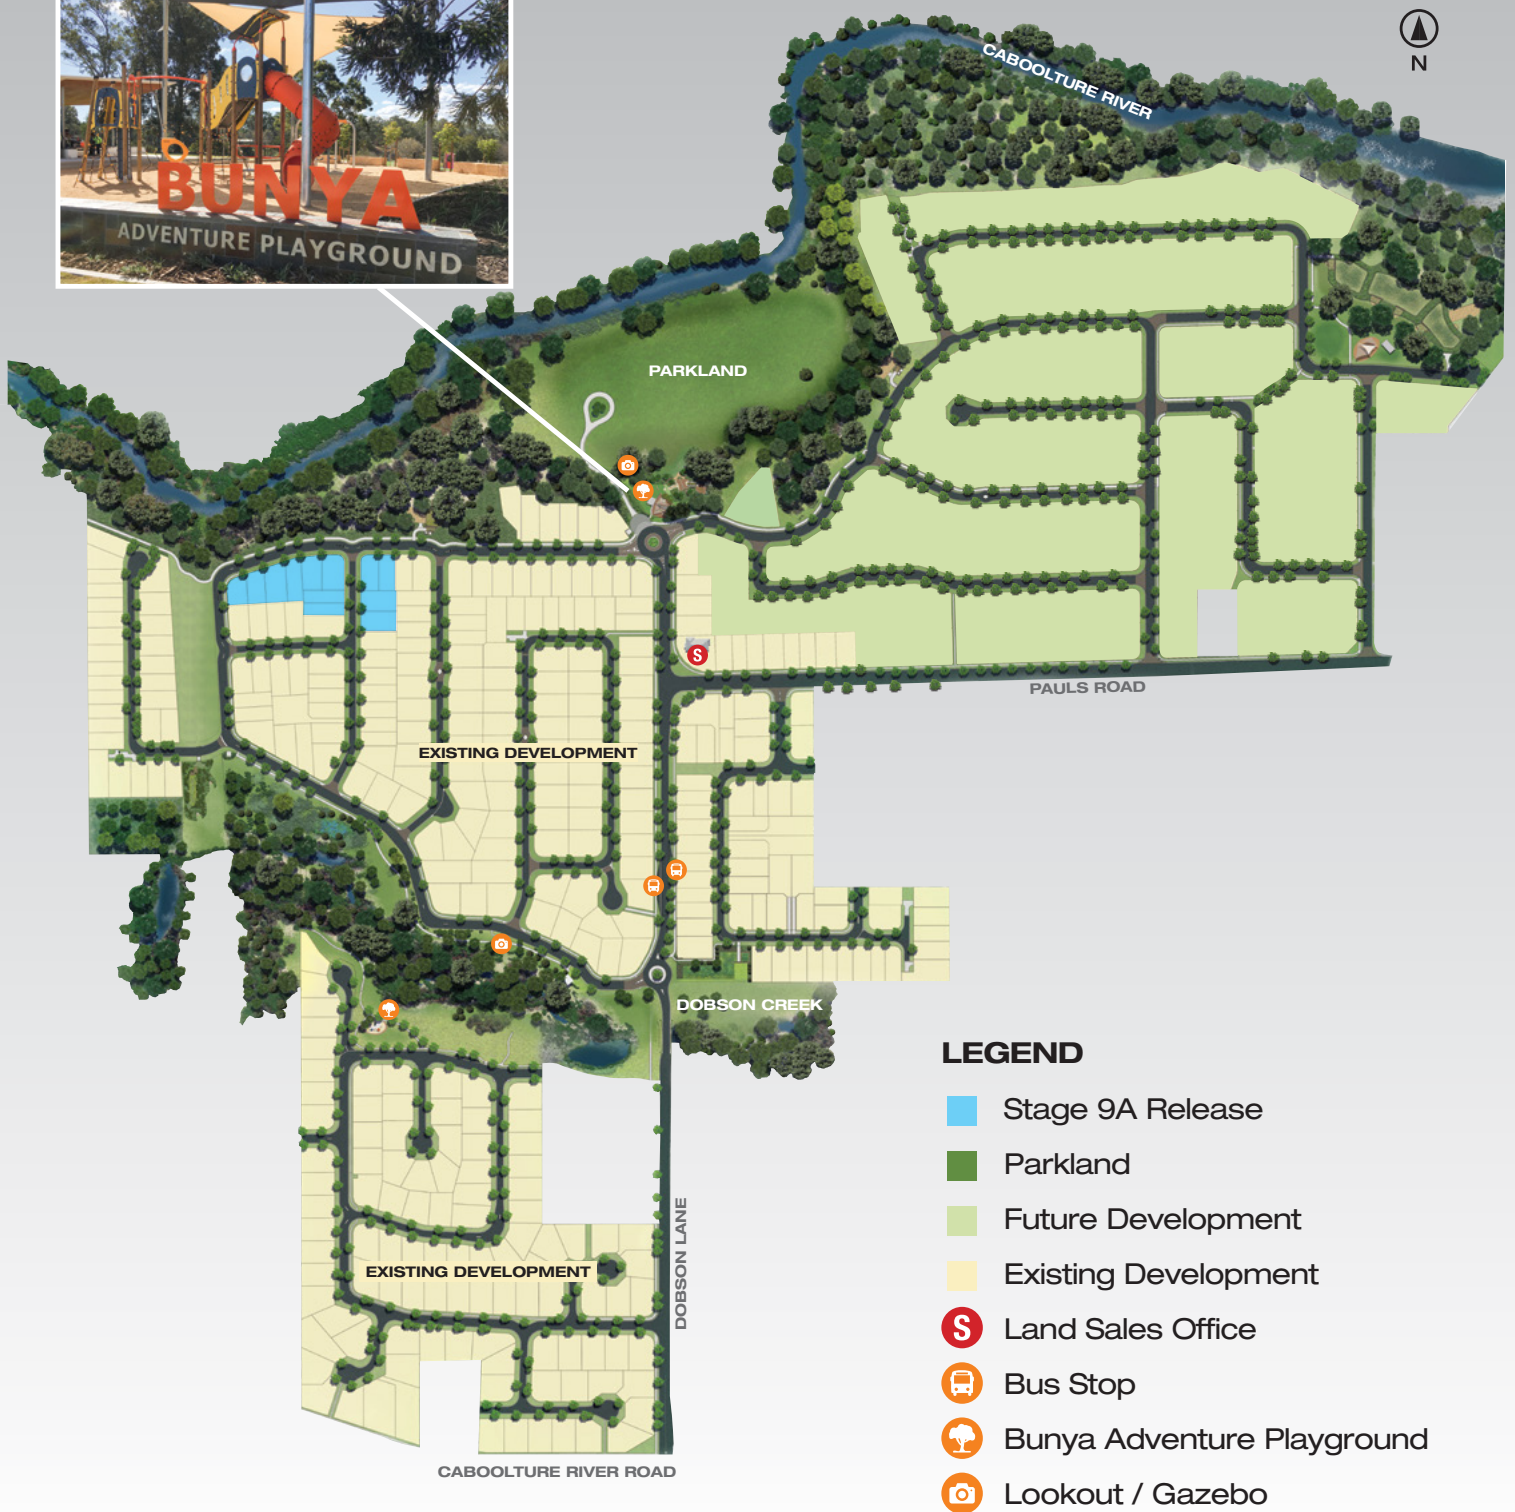 BUNYA
ADVENTURE PLAYGROUND
N
CABOOLTURE RIVER
PARKLAND
S
PAULS ROAD
EXISTING DEVELOPMENT
DOBSON CREEK
DOBSON LANE
EXISTING DEVELOPMENT
CABOOLTURE RIVER ROAD
LEGEND
Stage 9A Release
Parkland
Future Development
Existing Development
S Land Sales Office
Bus Stop
Bunya Adventure Playground
Lookout / Gazebo